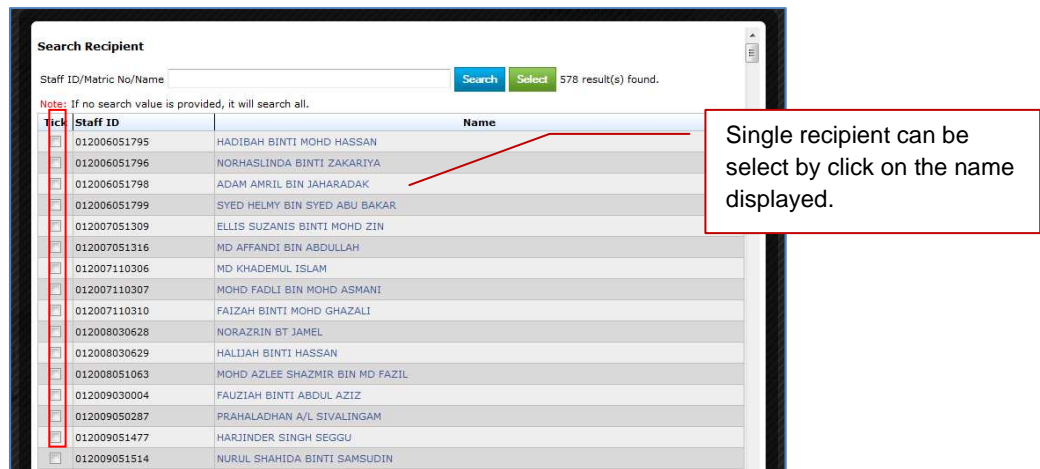 Search Recipient
Staff ID/Matric No/Name Search Select 578 result(s) found.
Note: If no search value is provided, it will search all.
Tick Staff ID Name
012006051795 HADIBAH BINTI MOHD HASSAN
012006051796 NORHASLINDA BINTI ZAKARIYA
012006051798 ADAM AMRIL BIN JAHARADAK
012006051799 SYED HELMY BIN SYED ABU BAKAR
012007051309 ELLIS SUZANIS BINTI MOHD ZIN
012007051316 MD AFFANDI BIN ABDULLAH
012007110306 MD KHADEMUL ISLAM
012007110307 MOHD FADLI BIN MOHD ASMANI
012007110310 FAIZAH BINTI MOHD GHAZALI
012008030628 NORAZRIN BT JAMEL
012008030629 HALIJAH BINTI HASSAN
012008051063 MOHD AZLEE SHAZMIR BIN MD FAZIL
012009030004 FAUZIAH BINTI ABDUL AZIZ
012009050287 PRAHALADHAN A/L SIVALINGAM
012009051477 HARJINDER SINGH SEGGU
012009051514 NURUL SHAHIDA BINTI SAMSUDIN
Single recipient can be
select by click on the name
displayed.